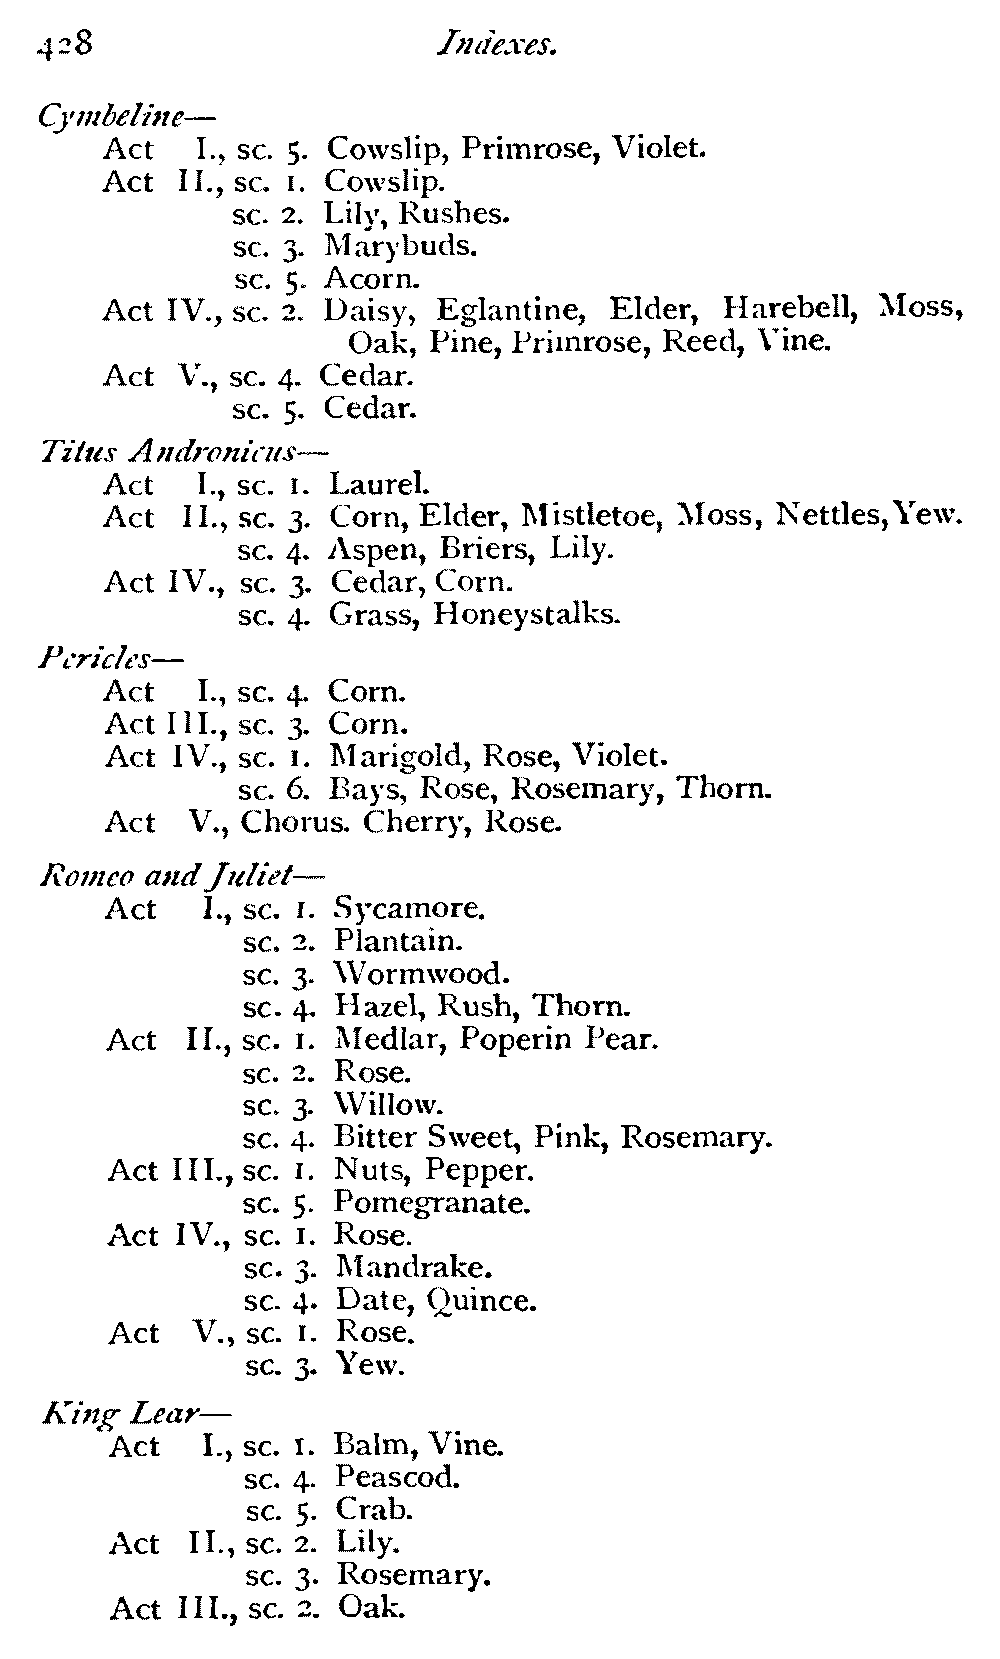 428 Indexes.
Cymbeline—
Act I., sc. 5. Cowslip, Primrose, Violet.
Act II., sc. 1. Cowslip.
sc. 2. Lily, Rushes.
sc. 3. Marybuds.
sc. 5. Acorn.
Act IV., sc. 2. Daisy, Eglantine, Elder, Harebell, Moss,
Oak, Pine, Primrose, Reed, Vine.
Act V., sc. 4. Cedar.
sc. 5. Cedar.
Titus Andronicus—
Act I., sc. 1. Laurel.
Act II., sc. 3. Corn, Elder, Mistletoe, Moss, Nettles, Yew.
sc. 4. Aspen, Briers, Lily.
Act IV., sc. 3. Cedar, Corn.
sc. 4. Grass, Honeystalks.
Pericles—
Act I., sc. 4. Corn.
Act III., sc. 3. Corn.
Act IV., sc. 1. Marigold, Rose, Violet.
sc. 6. Bays, Rose, Rosemary, Thorn.
Act V., Chorus. Cherry, Rose.
Romeo and Juliet—
Act I., sc. 1. Sycamore.
sc. 2. Plantain.
sc. 3. Wormwood.
sc. 4. Hazel, Rush, Thorn.
Act II., sc. 1. Medlar, Poperin Pear.
sc. 2. Rose.
sc. 3. Willow.
sc. 4. Bitter Sweet, Pink, Rosemary.
Act III., sc. 1. Nuts, Pepper.
sc. 5. Pomegranate.
Act IV., sc. 1. Rose.
sc. 3. Mandrake.
sc. 4. Date, Quince.
Act V., sc. 1. Rose.
sc. 3. Yew.
King Lear—
Act I., sc. 1. Balm, Vine.
sc. 4. Peascod.
sc. 5. Crab.
Act II., sc. 2. Lily.
sc. 3. Rosemary.
Act III., sc. 2. Oak.